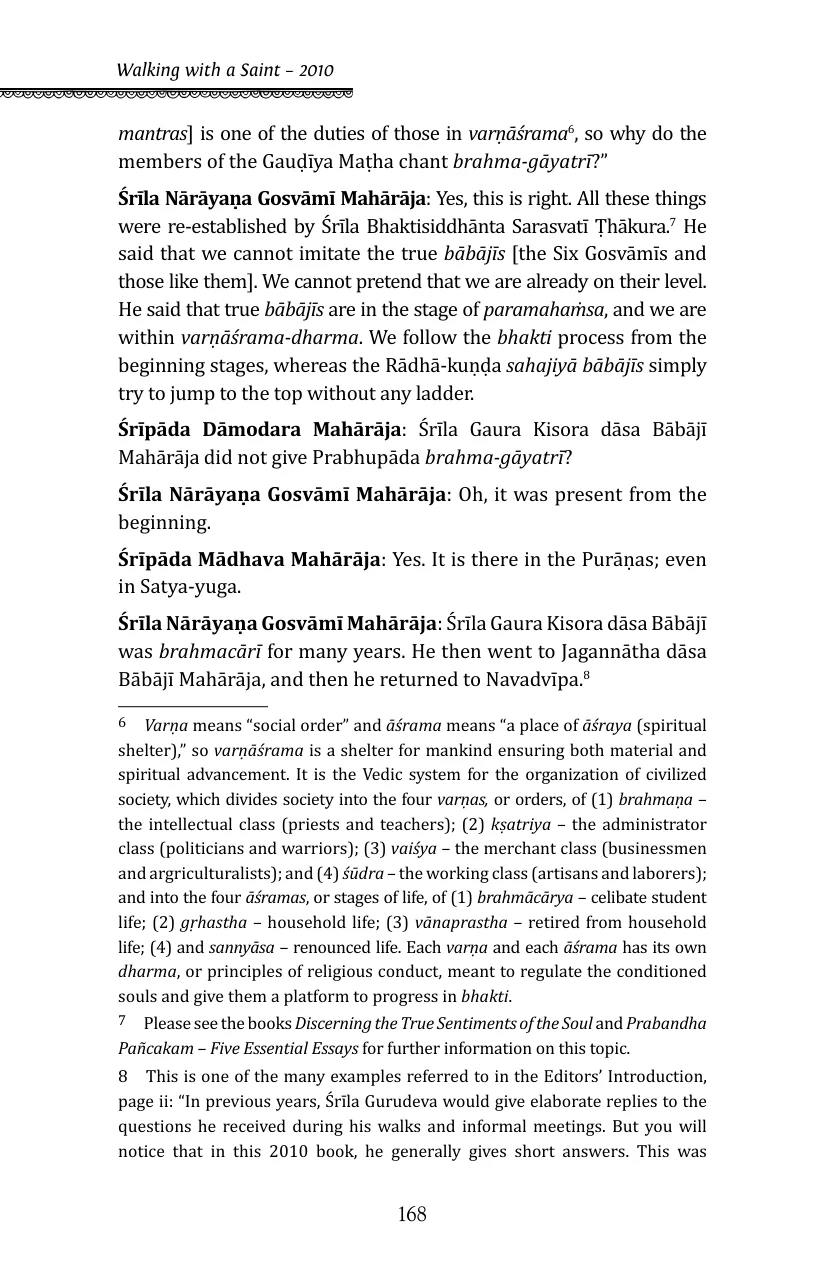 Walking with a Saint – 2010
mantras] is one of the duties of those in varṇāśrama⁶, so why do the
members of the Gauḍīya Maṭha chant brahma-gāyatrī?”
Śrīla Nārāyaṇa Gosvāmī Mahārāja: Yes, this is right. All these things
were re-established by Śrīla Bhaktisiddhānta Sarasvatī Ṭhākura.⁷ He
said that we cannot imitate the true bābājīs [the Six Gosvāmīs and
those like them]. We cannot pretend that we are already on their level.
He said that true bābājīs are in the stage of paramahaṁsa, and we are
within varṇāśrama-dharma. We follow the bhakti process from the
beginning stages, whereas the Rādhā-kuṇḍa sahajiyā bābājīs simply
try to jump to the top without any ladder.
Śrīpāda Dāmodara Mahārāja: Śrīla Gaura Kisora dāsa Bābājī
Mahārāja did not give Prabhupāda brahma-gāyatrī?
Śrīla Nārāyaṇa Gosvāmī Mahārāja: Oh, it was present from the
beginning.
Śrīpāda Mādhava Mahārāja: Yes. It is there in the Purāṇas; even
in Satya-yuga.
Śrīla Nārāyaṇa Gosvāmī Mahārāja: Śrīla Gaura Kisora dāsa Bābājī
was brahmacārī for many years. He then went to Jagannātha dāsa
Bābājī Mahārāja, and then he returned to Navadvīpa.⁸
6 Varṇa means “social order” and āśrama means “a place of āśraya (spiritual
shelter),” so varṇāśrama is a shelter for mankind ensuring both material and
spiritual advancement. It is the Vedic system for the organization of civilized
society, which divides society into the four varṇas, or orders, of (1) brahmaṇa –
the intellectual class (priests and teachers); (2) kṣatriya – the administrator
class (politicians and warriors); (3) vaiśya – the merchant class (businessmen
and argriculturalists); and (4) śūdra – the working class (artisans and laborers);
and into the four āśramas, or stages of life, of (1) brahmācārya – celibate student
life; (2) gṛhastha – household life; (3) vānaprastha – retired from household
life; (4) and sannyāsa – renounced life. Each varṇa and each āśrama has its own
dharma, or principles of religious conduct, meant to regulate the conditioned
souls and give them a platform to progress in bhakti.
7 Please see the books Discerning the True Sentiments of the Soul and Prabandha
Pañcakam – Five Essential Essays for further information on this topic.
8 This is one of the many examples referred to in the Editors’ Introduction,
page ii: “In previous years, Śrīla Gurudeva would give elaborate replies to the
questions he received during his walks and informal meetings. But you will
notice that in this 2010 book, he generally gives short answers. This was
168